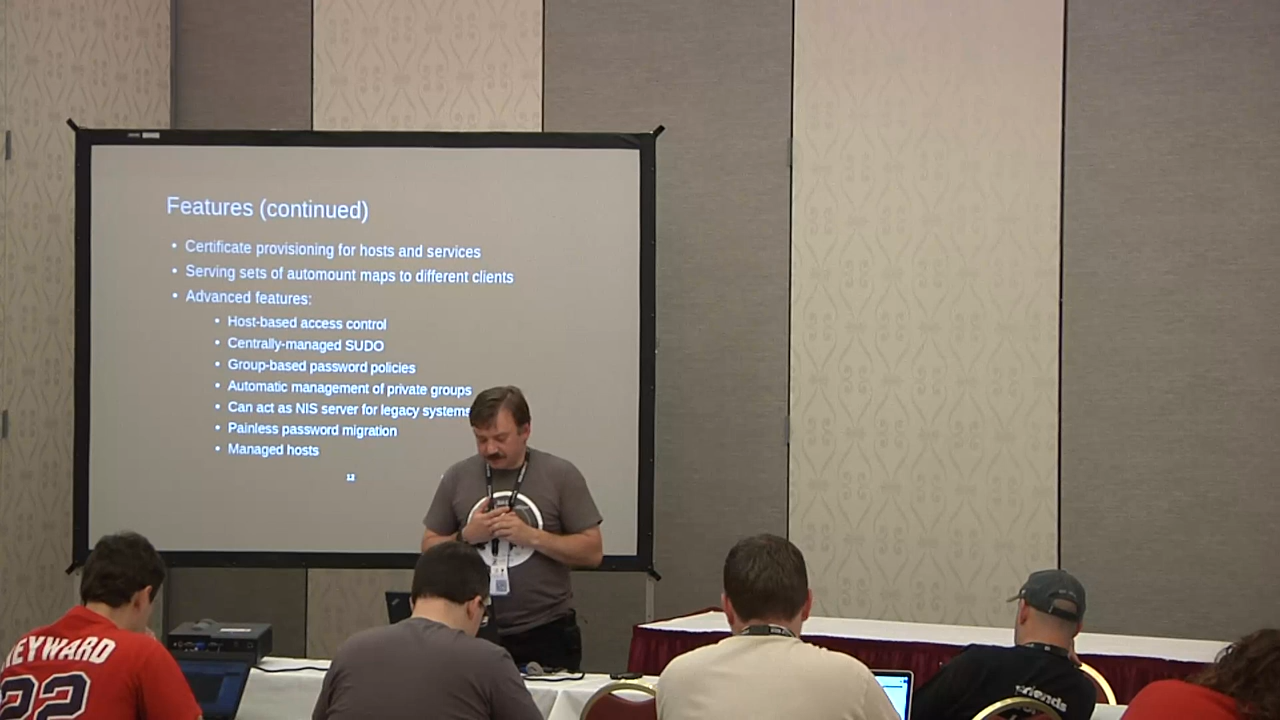 Features (continued)
• Certificate provisioning for hosts and services
• Serving sets of automount maps to different clients
• Advanced features:
• Host-based access control
• Centrally-managed SUDO
• Group-based password policies
• Automatic management of private groups
• Can act as NIS server for legacy systems
• Painless password migration
• Managed hosts
EYWARD
22
friends